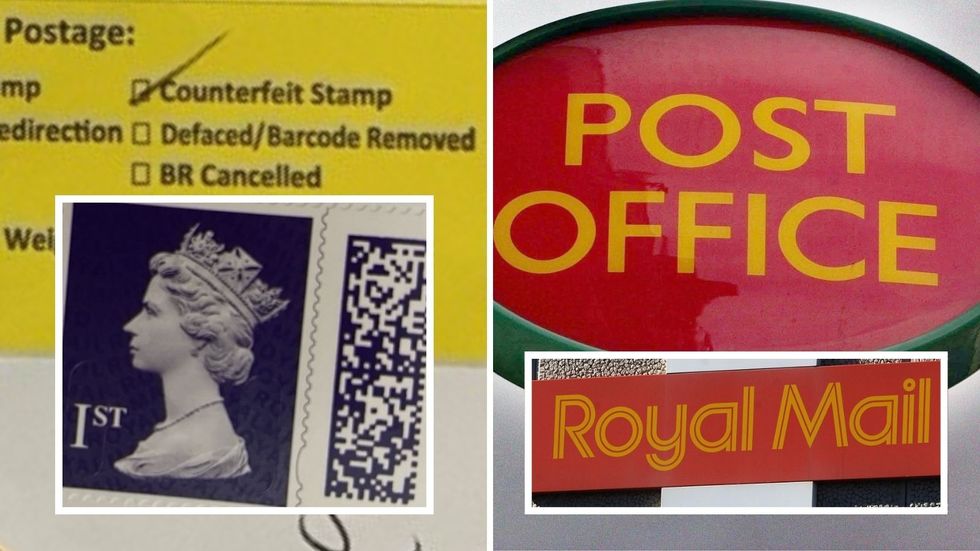 Postage:
mp
Counterfeit Stamp
edirection
Defaced/Barcode Removed
BR Cancelled
Wei
1ST
POST
OFFICE
Royal Mail